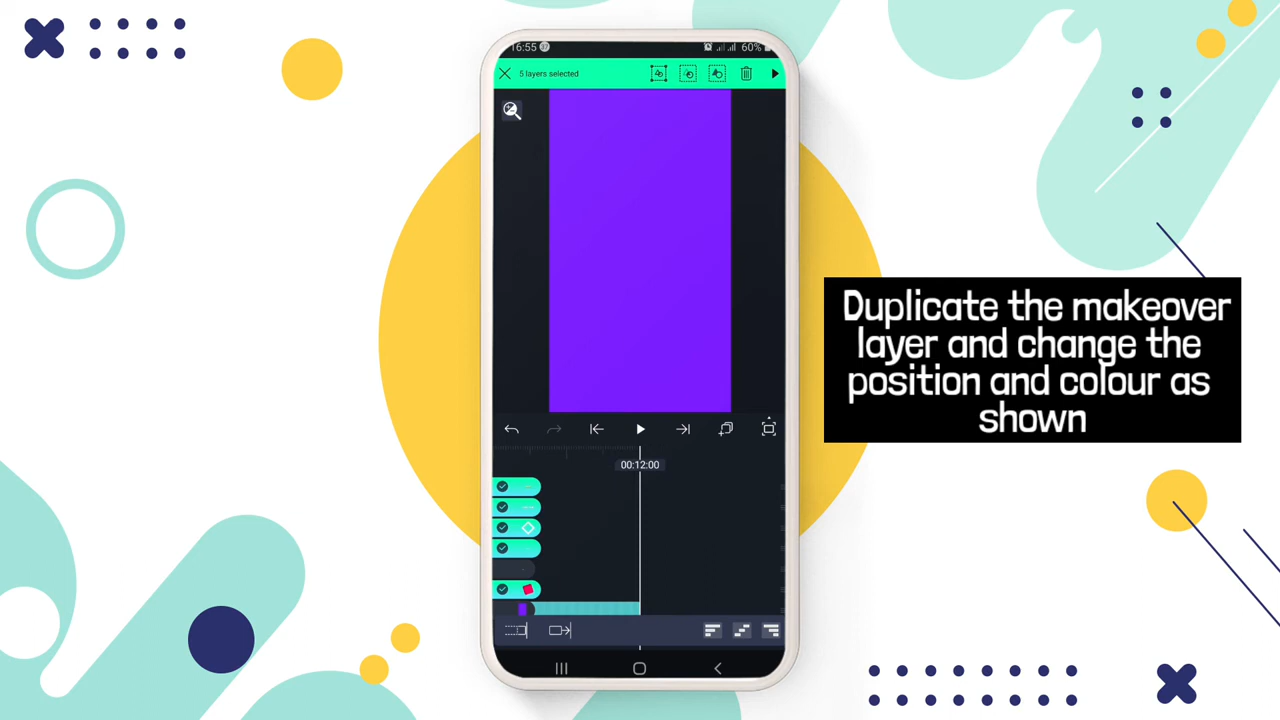 16:55
60%
5 layers selected
00:12:00
Duplicate the makeover
layer and change the
position and colour as
shown